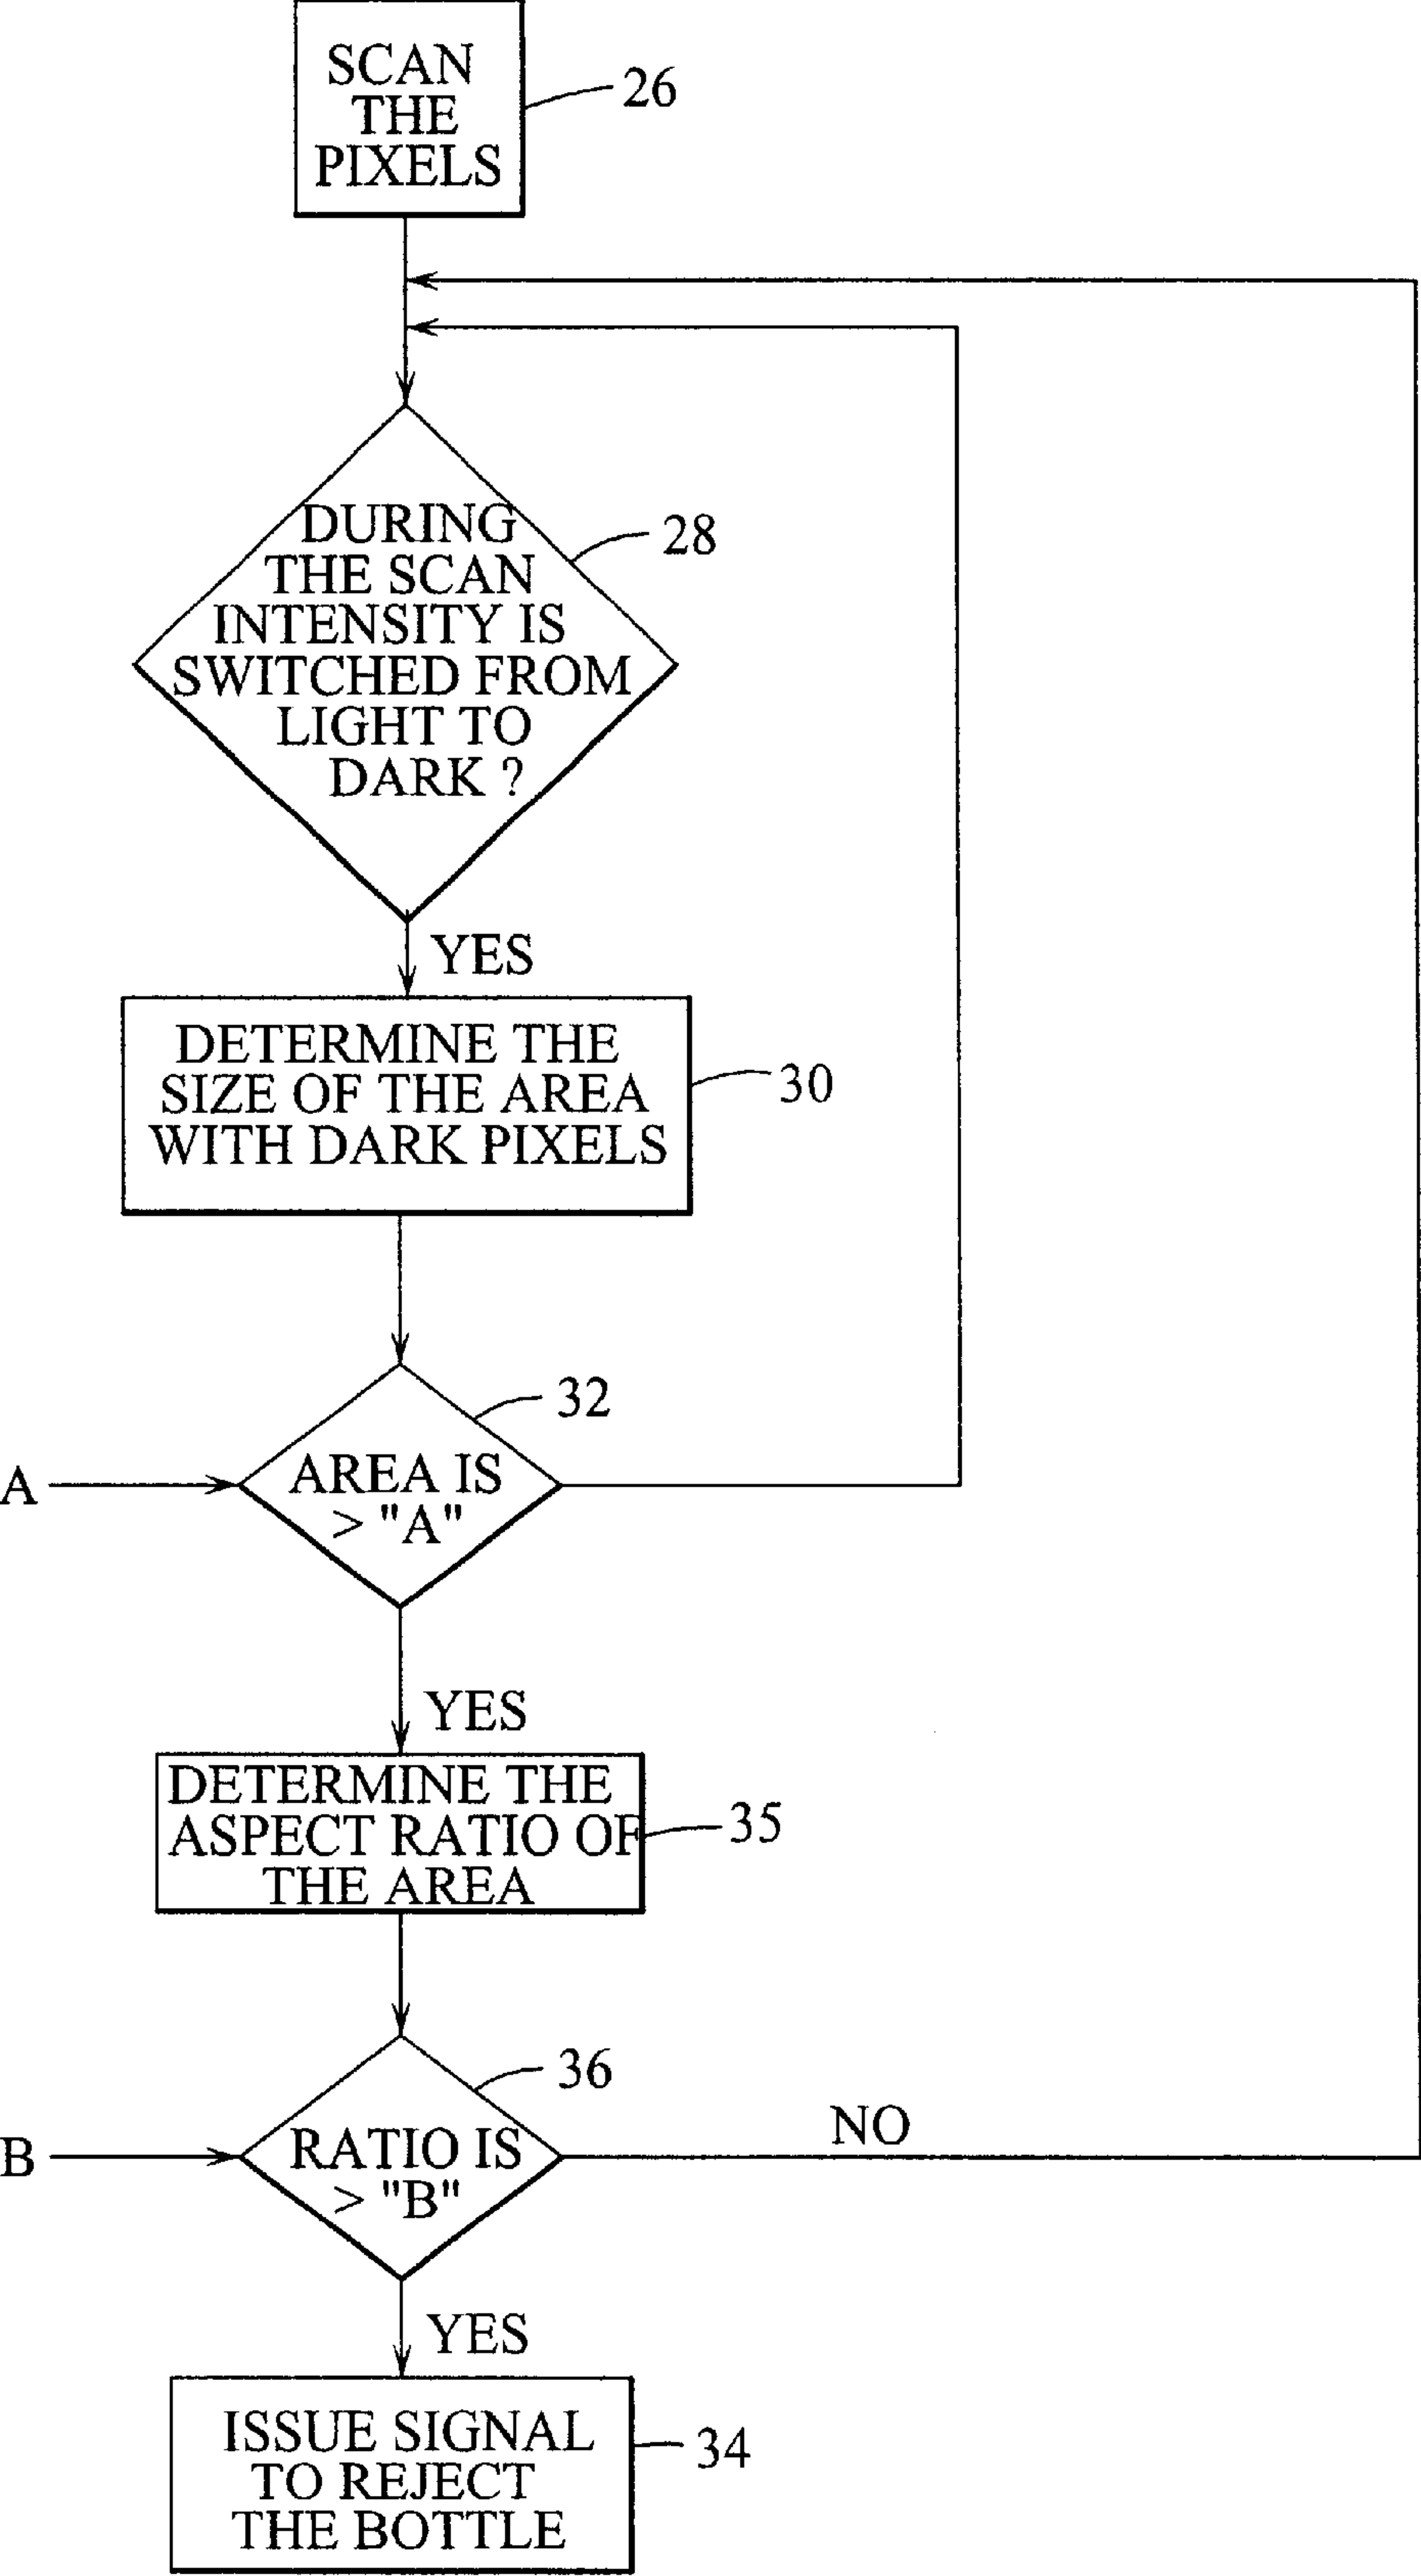 SCAN
THE
PIXELS
26
DURING
THE SCAN
INTENSITY IS
SWITCHED FROM
LIGHT TO
DARK ?
28
YES
DETERMINE THE
SIZE OF THE AREA
WITH DARK PIXELS
30
32
A
AREA IS
> "A"
YES
DETERMINE THE
ASPECT RATIO OF
THE AREA
35
36
B
RATIO IS
> "B"
NO
YES
ISSUE SIGNAL
TO REJECT
THE BOTTLE
34